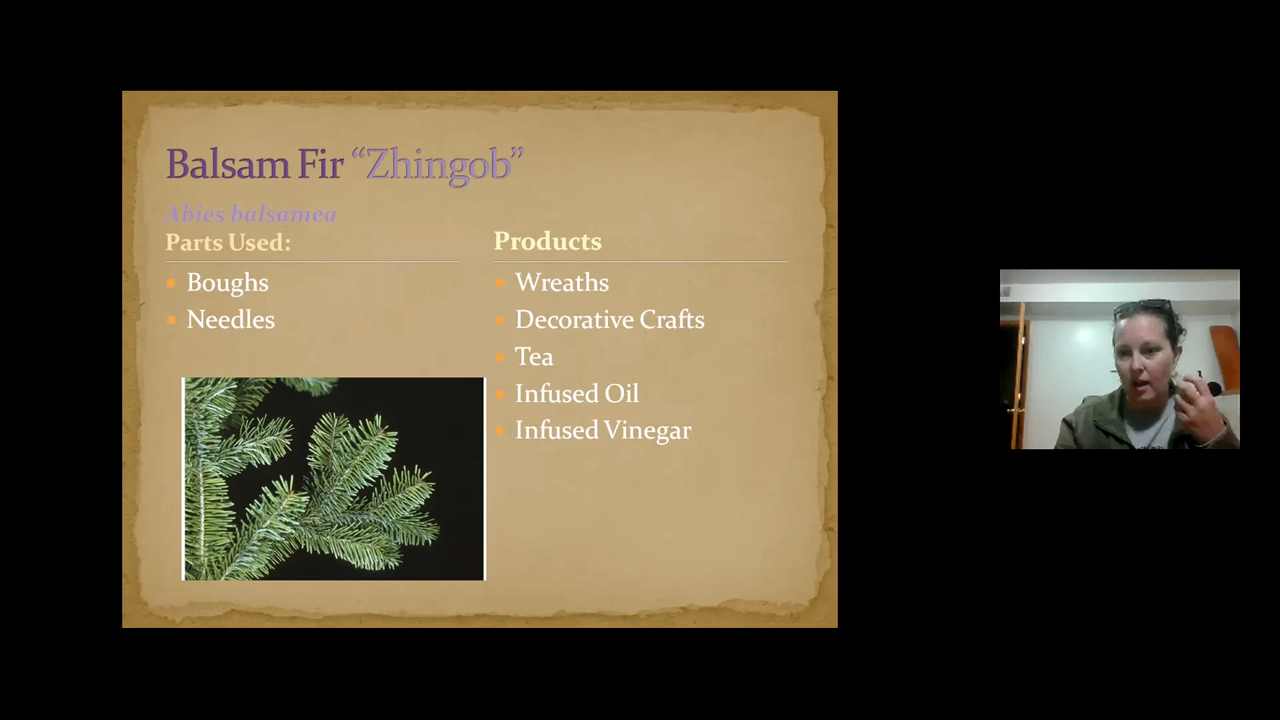 Balsam Fir “Zhingob”
Abies balsamea
Parts Used:
Boughs
Needles
Products
Wreaths
Decorative Crafts
Tea
Infused Oil
Infused Vinegar